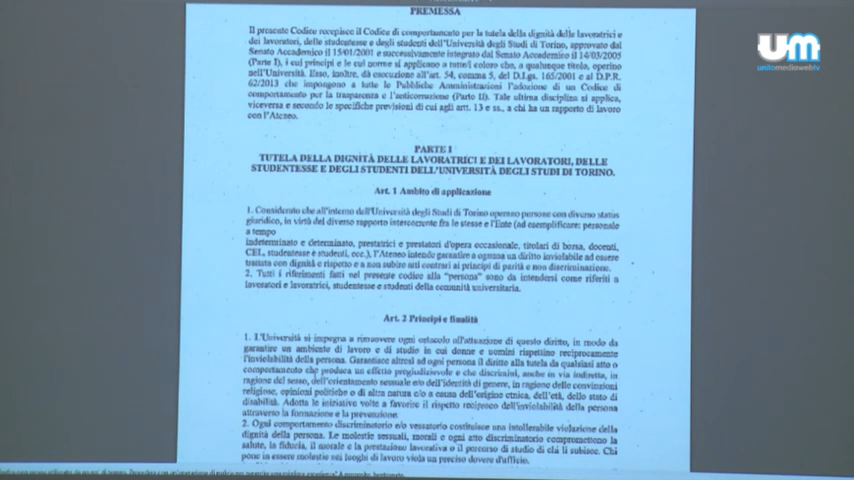 PREMESSA
Il presente Codice recepisce il Codice di comportamento per la tutela della dignità delle lavoratrici e
dei lavoratori, delle studentesse e degli studenti dell'Università degli Studi di Torino, approvato dal
Senato Accademico il 15/01/2001 e successivamente integrato dal Senato Accademico il 14/03/2005
(Parte I), i cui principi e le cui norme si applicano a tutti coloro che, a qualunque titolo, operino
nell'Università. Esso, inoltre, dà esecuzione all'art. 54, comma 5, del D.lgs. 165/2001 e al D.P.R.
62/2013 che impongono a tutte le Pubbliche Amministrazioni l'adozione di un Codice di
comportamento per la trasparenza e l'anticorruzione (Parte II). Tale ultima disciplina si applica,
viceversa e secondo le specifiche previsioni di cui agli artt. 13 e ss., a chi ha un rapporto di lavoro
con l'Ateneo.
PARTE I
TUTELA DELLA DIGNITÀ DELLE LAVORATRICI E DEI LAVORATORI, DELLE
STUDENTESSE E DEGLI STUDENTI DELL'UNIVERSITÀ DEGLI STUDI DI TORINO.
Art. 1 Ambito di applicazione
1. Considerato che all'interno dell'Università degli Studi di Torino operano persone con diverso status
giuridico, in virtù del diverso rapporto intercorrente fra le stesse e l'Ente (ad esemplificare: personale
a tempo
indeterminato e determinato, prestatrici e prestatori d'opera occasionale, titolari di borsa, docenti,
CEL, studentesse e studenti, ecc.), l'Ateneo intende garantire a ognuna un diritto inviolabile ad essere
trattata con dignità e rispetto e a non subire atti contrari ai principi di parità e non discriminazione.
2. Tutti i riferimenti fatti nel presente codice alla "persona" sono da intendersi come riferiti a
lavoratori e lavoratrici, studentesse e studenti della comunità universitaria.
Art. 2 Principi e finalità
1. L'Università si impegna a rimuovere ogni ostacolo all'attuazione di questo diritto, in modo da
garantire un ambiente di lavoro e di studio in cui donne e uomini rispettino reciprocamente
l'inviolabilità della persona. Garantisce altresì ad ogni persona il diritto alla tutela da qualsiasi atto o
comportamento che produca un effetto pregiudizievole e che discrimini, anche in via indiretta, in
ragione del sesso, dell'orientamento sessuale e/o dell'identità di genere, in ragione delle convinzioni
religiose, opinioni politiche o di altra natura e/o a causa dell'origine etnica, dell'età, dello stato di
disabilità. Adotta le iniziative volte a favorire il rispetto reciproco dell'inviolabilità della persona
attraverso la formazione e la prevenzione.
2. Ogni comportamento discriminatorio e/o vessatorio costituisce una intollerabile violazione della
dignità della persona. Le molestie sessuali, morali e ogni atto discriminatorio compromettono la
salute, la fiducia, il morale e la prestazione lavorativa o il percorso di studio di chi li subisce. Chi
pone in essere molestie nei luoghi di lavoro viola un preciso dovere d'ufficio.
um
unitomediawebtv